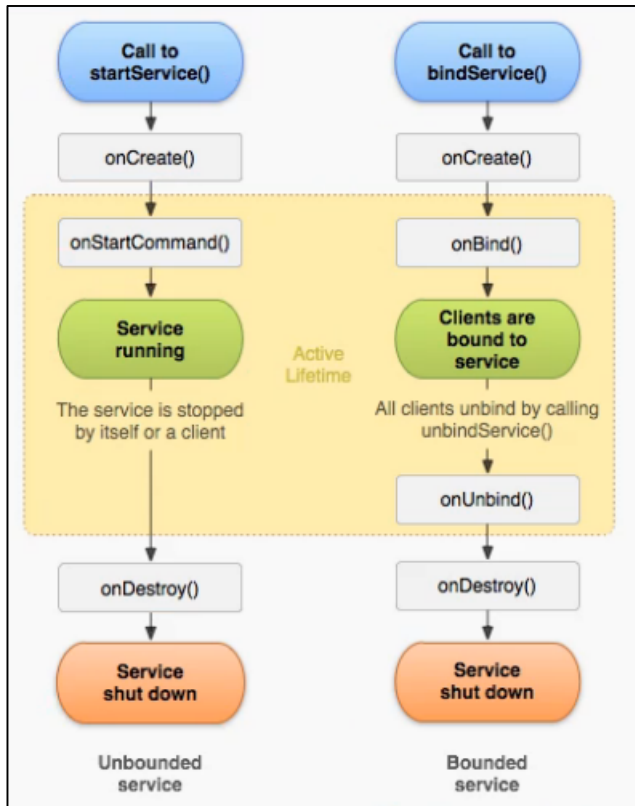 Call to
startService()
onCreate()
onStartCommand()
Service
running
The service is stopped
by itself or a client
onDestroy()
Service
shut down
Unbounded
service
Active
Lifetime
Call to
bindService()
onCreate()
onBind()
Clients are
bound to
service
All clients unbind by calling
unbindService()
onUnbind()
onDestroy()
Service
shut down
Bounded
service